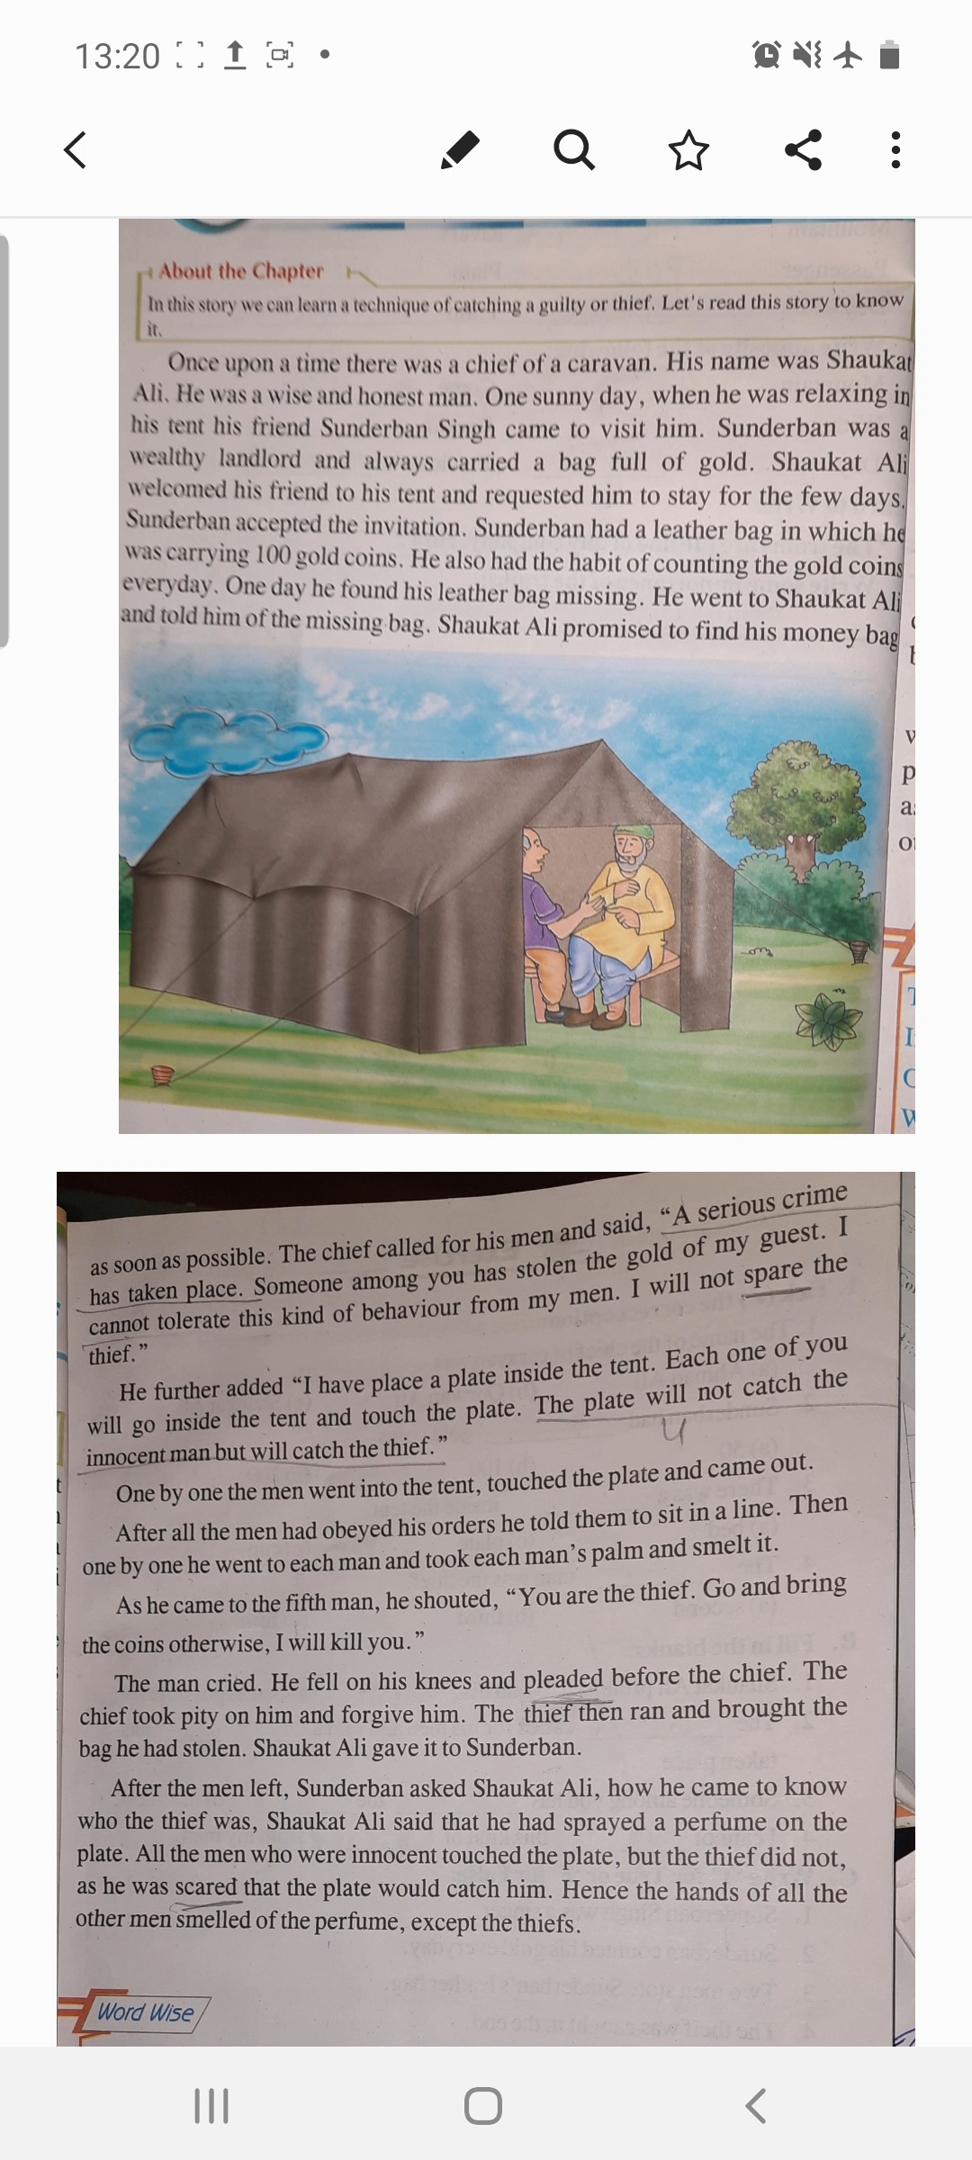 13:20
About the Chapter
In this story we can learn a technique of catching a guilty or thief. Let's read this story to know
it.
Once upon a time there was a chief of a caravan. His name was Shaukat
Ali. He was a wise and honest man. One sunny day, when he was relaxing in
his tent his friend Sunderban Singh came to visit him. Sunderban was a
wealthy landlord and always carried a bag full of gold. Shaukat Ali
welcomed his friend to his tent and requested him to stay for the few days.
Sunderban accepted the invitation. Sunderban had a leather bag in which he
was carrying 100 gold coins. He also had the habit of counting the gold coins
everyday. One day he found his leather bag missing. He went to Shaukat Ali
and told him of the missing bag. Shaukat Ali promised to find his money bag
as soon as possible. The chief called for his men and said, “A serious crime
has taken place. Someone among you has stolen the gold of my guest. I
cannot tolerate this kind of behaviour from my men. I will not spare the
thief.”
He further added “I have place a plate inside the tent. Each one of you
will go inside the tent and touch the plate. The plate will not catch the
innocent man but will catch the thief.”
One by one the men went into the tent, touched the plate and came out.
After all the men had obeyed his orders he told them to sit in a line. Then
one by one he went to each man and took each man’s palm and smelt it.
As he came to the fifth man, he shouted, “You are the thief. Go and bring
the coins otherwise, I will kill you.”
The man cried. He fell on his knees and pleaded before the chief. The
chief took pity on him and forgive him. The thief then ran and brought the
bag he had stolen. Shaukat Ali gave it to Sunderban.
After the men left, Sunderban asked Shaukat Ali, how he came to know
who the thief was, Shaukat Ali said that he had sprayed a perfume on the
plate. All the men who were innocent touched the plate, but the thief did not,
as he was scared that the plate would catch him. Hence the hands of all the
other men smelled of the perfume, except the thiefs.
Word Wise